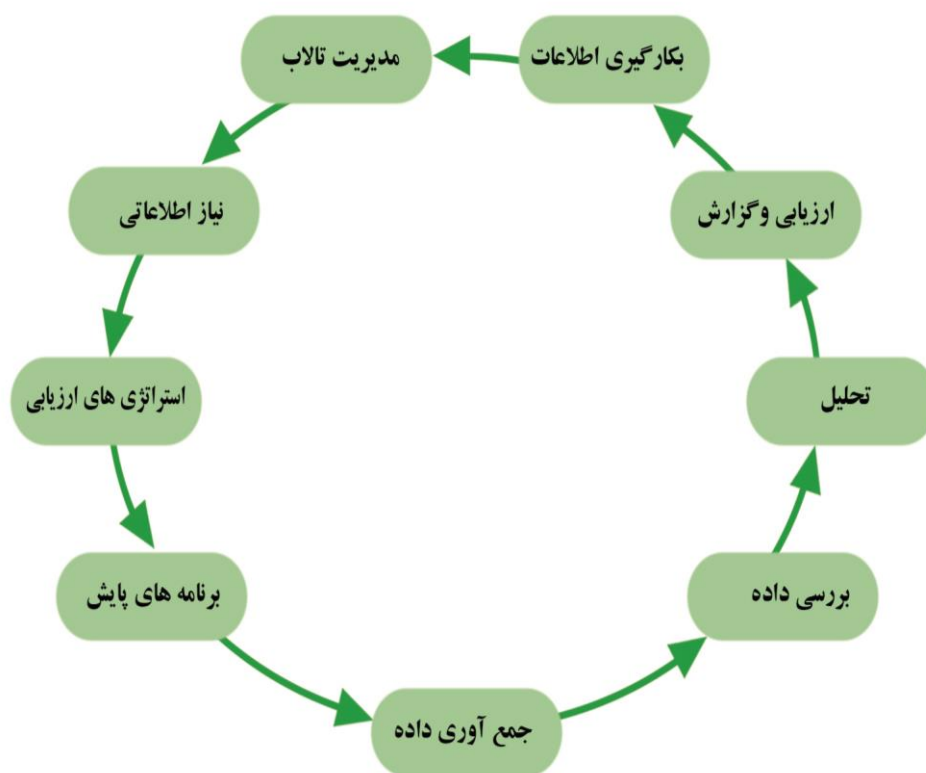 مدیریت تالاب
نیاز اطلاعاتی
استراتژی های ارزیابی
برنامه های پایش
جمع آوری داده
بررسی داده
تحلیل
ارزیابی وگزارش
بکارگیری اطلاعات